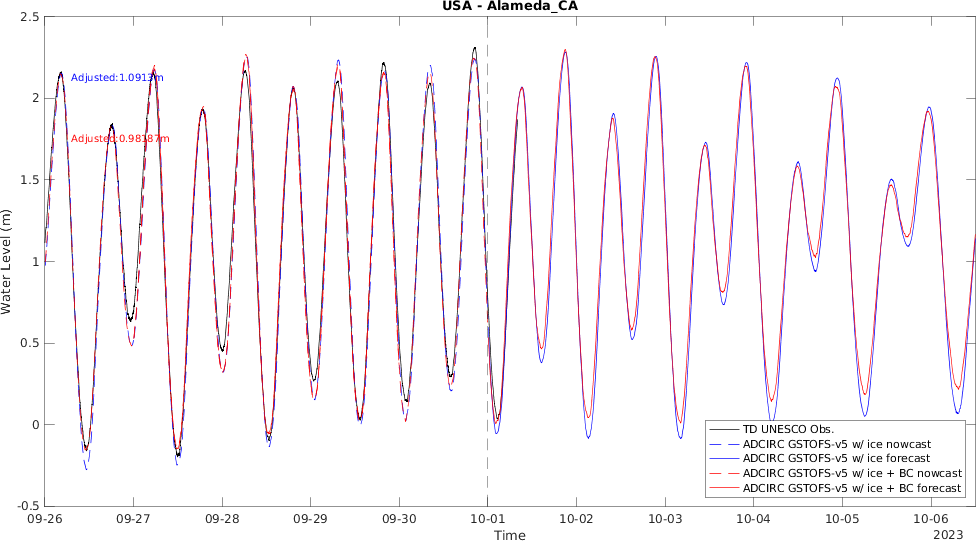 USA - Alameda_CA
2.5
2
1.5
1
0.5
0
-0.5
Water Level (m)
Adjusted:1.0913m
Adjusted:0.98187m
TD UNESCO Obs.
ADCIRC GSTOFS-v5 w/ ice nowcast
ADCIRC GSTOFS-v5 w/ ice forecast
ADCIRC GSTOFS-v5 w/ ice + BC nowcast
ADCIRC GSTOFS-v5 w/ ice + BC forecast
09-26 09-27 09-28 09-29 09-30 10-01 10-02 10-03 10-04 10-05 10-06
Time
2023